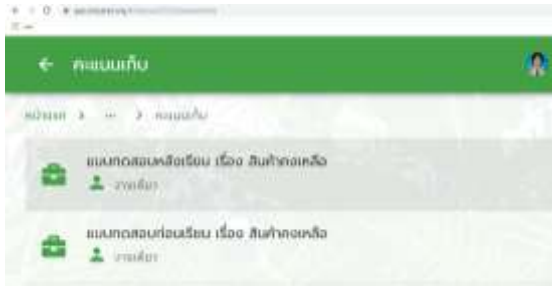 คะแนนเก็บ
หน้าแรก > ... > คะแนนเก็บ
แบบทดสอบหลังเรียน เรื่อง สินค้าคงเหลือ
งานเดี่ยว
แบบทดสอบก่อนเรียน เรื่อง สินค้าคงเหลือ
งานเดี่ยว